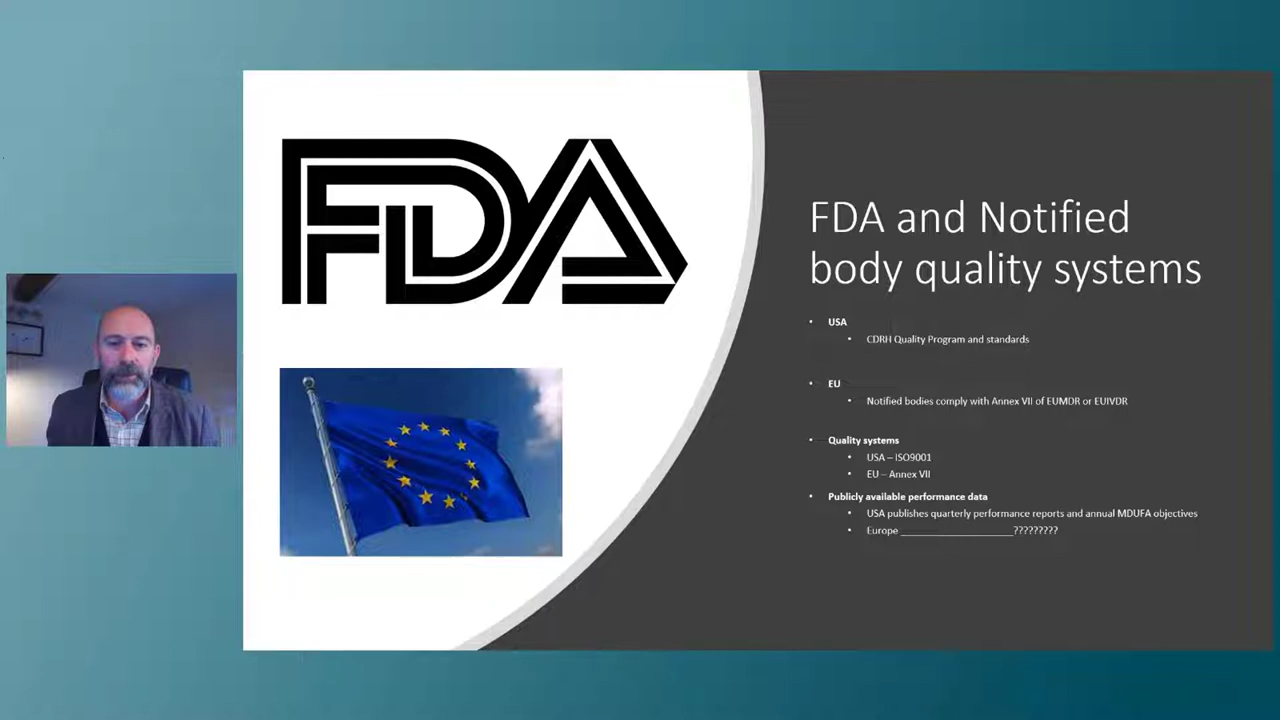 FDA
FDA and Notified
body quality systems
• USA
• CDRH Quality Program and standards
• EU
• Notified bodies comply with Annex VII of EUMDR or EUIVDR
• Quality systems
• USA – ISO9001
• EU – Annex VII
• Publicly available performance data
• USA publishes quarterly performance reports and annual MDUFA objectives
• Europe ______________________?????????